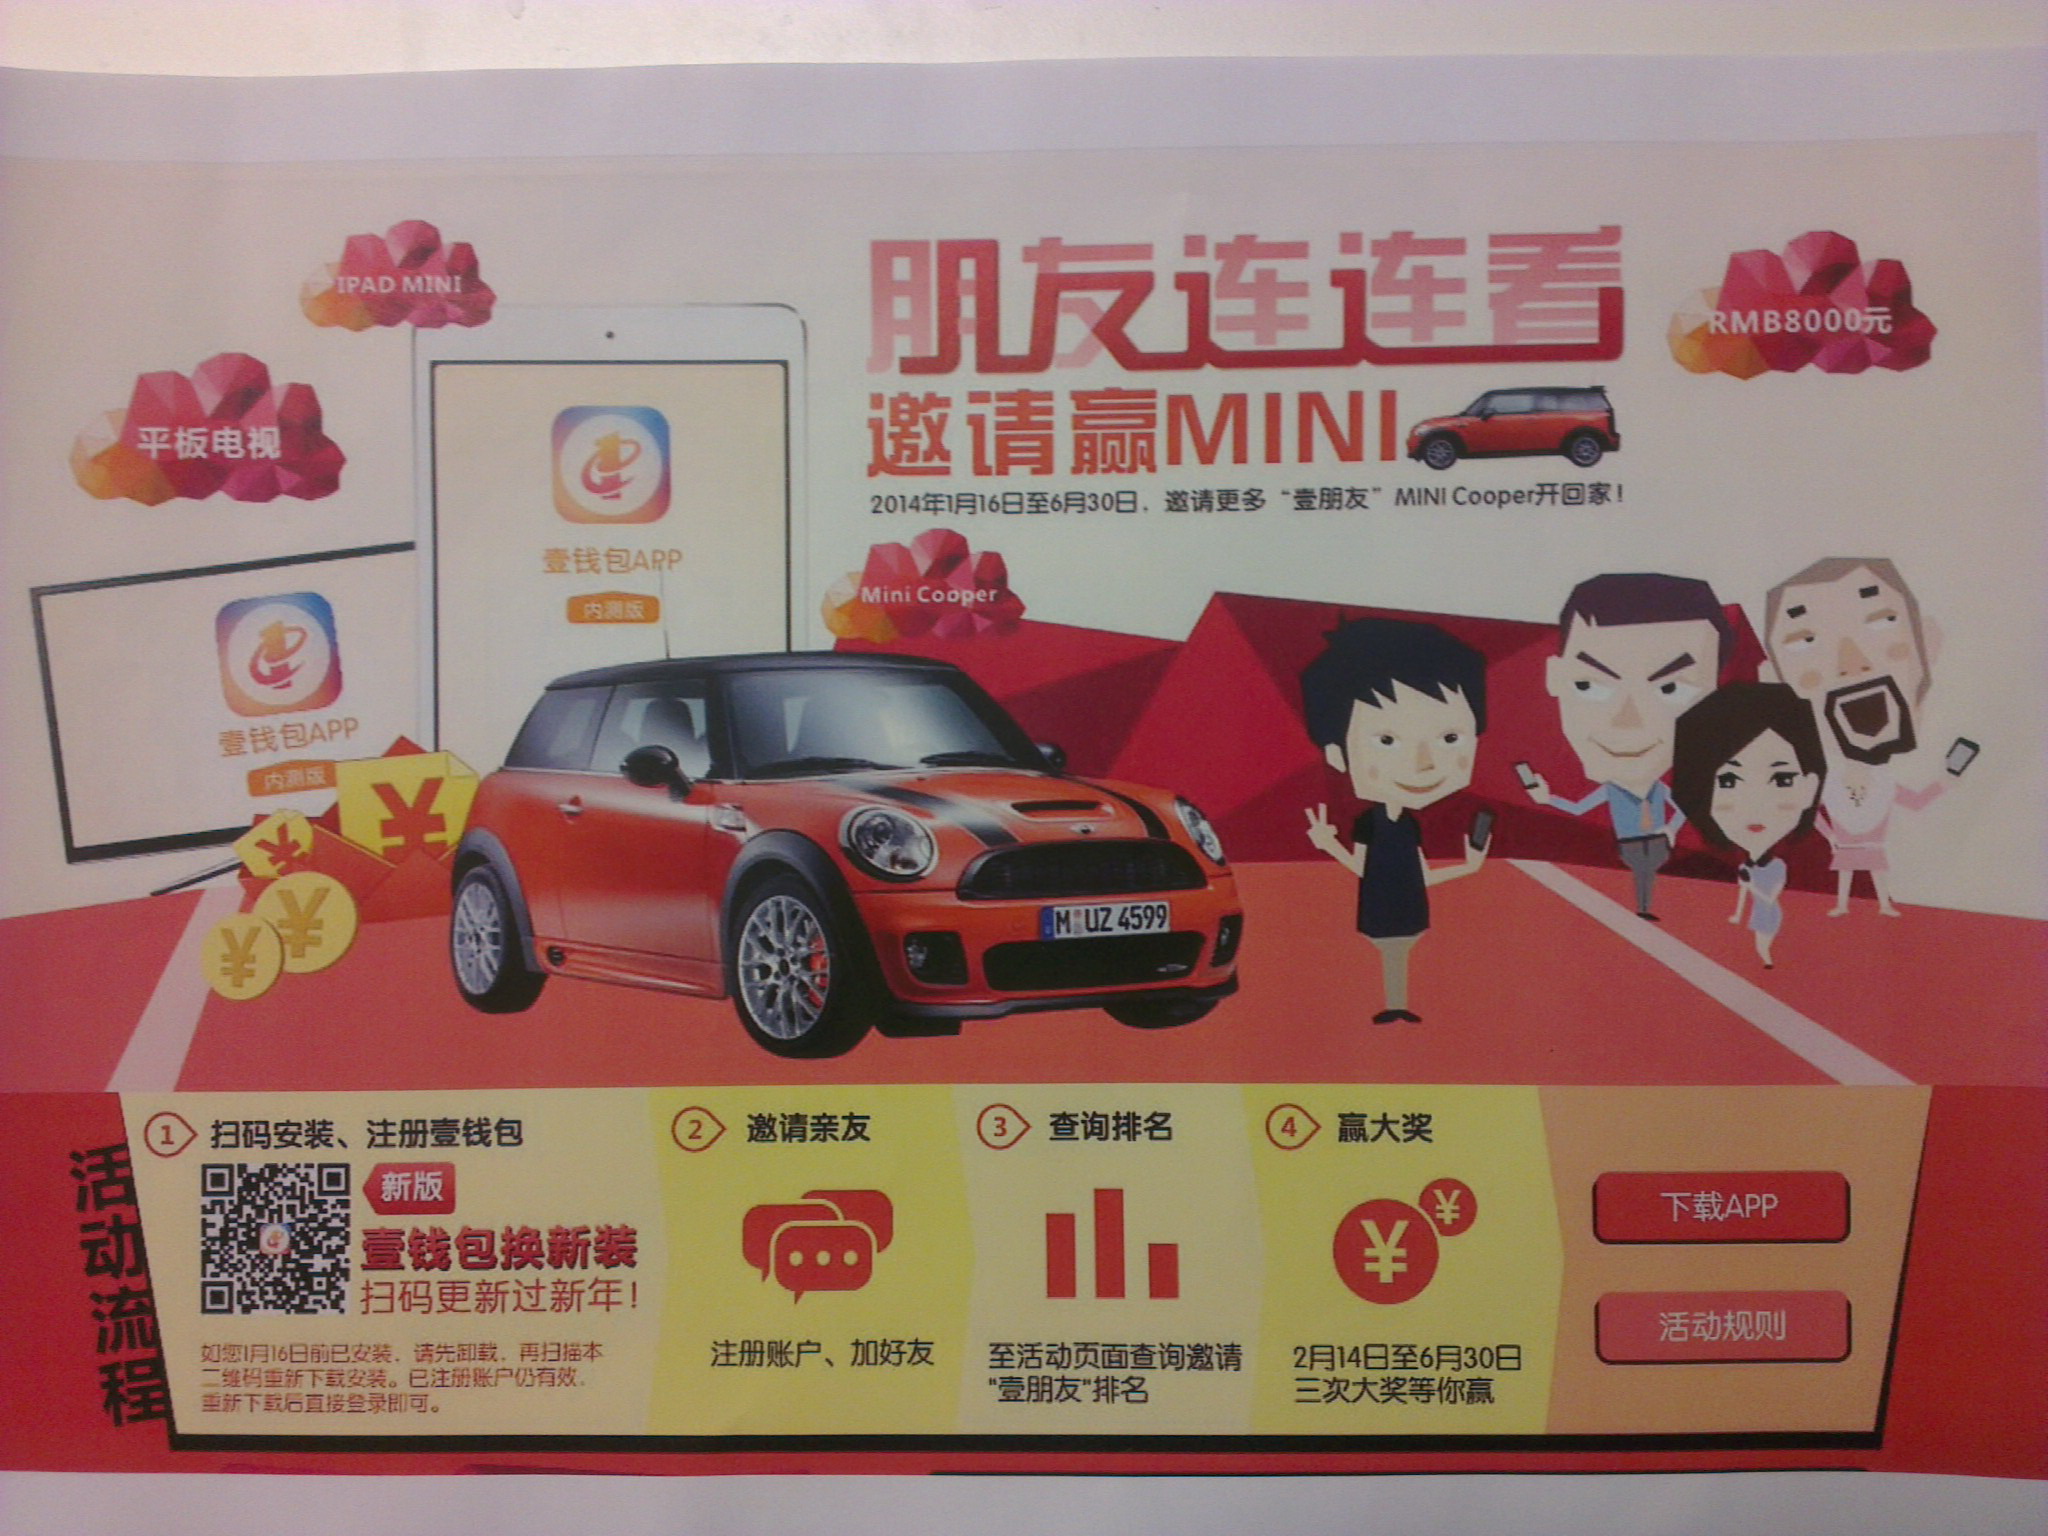 IPAD MINI
平板电视
朋友连连看
邀请赢MINI
RMB8000元
2014年1月16日至6月30日，邀请更多“壹朋友”MINI Cooper开回家！
壹钱包APP
内测版
Mini Cooper
壹钱包APP
内测版
M UZ 4599
活动流程
1 扫码安装、注册壹钱包
新版
壹钱包换新装
扫码更新过新年！
如您1月16日前已安装，请先卸载，再扫描本
二维码重新下载安装。已注册账户仍有效，
重新下载后直接登录即可。
2 邀请亲友
注册账户、加好友
3 查询排名
至活动页面查询邀请
"壹朋友"排名
4 赢大奖
¥ ¥
2月14日至6月30日
三次大奖等你赢
下载APP
活动规则